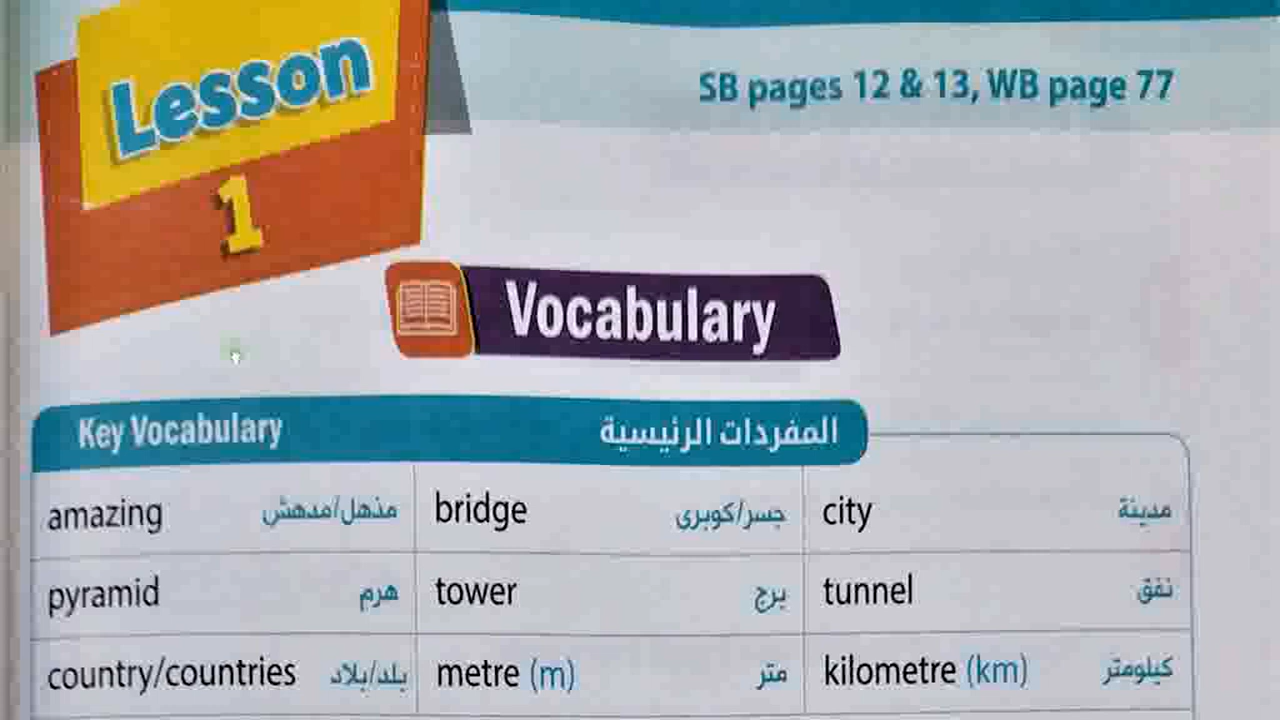 Lesson
1
SB pages 12 & 13, WB page 77
Vocabulary
Key Vocabulary المفردات الرئيسية
amazing مذهل/مدهش bridge جسر/كوبرى city مدينة
pyramid هرم tower برج tunnel نفق
country/countries بلد/بلاد metre (m) متر kilometre (km) كيلومتر